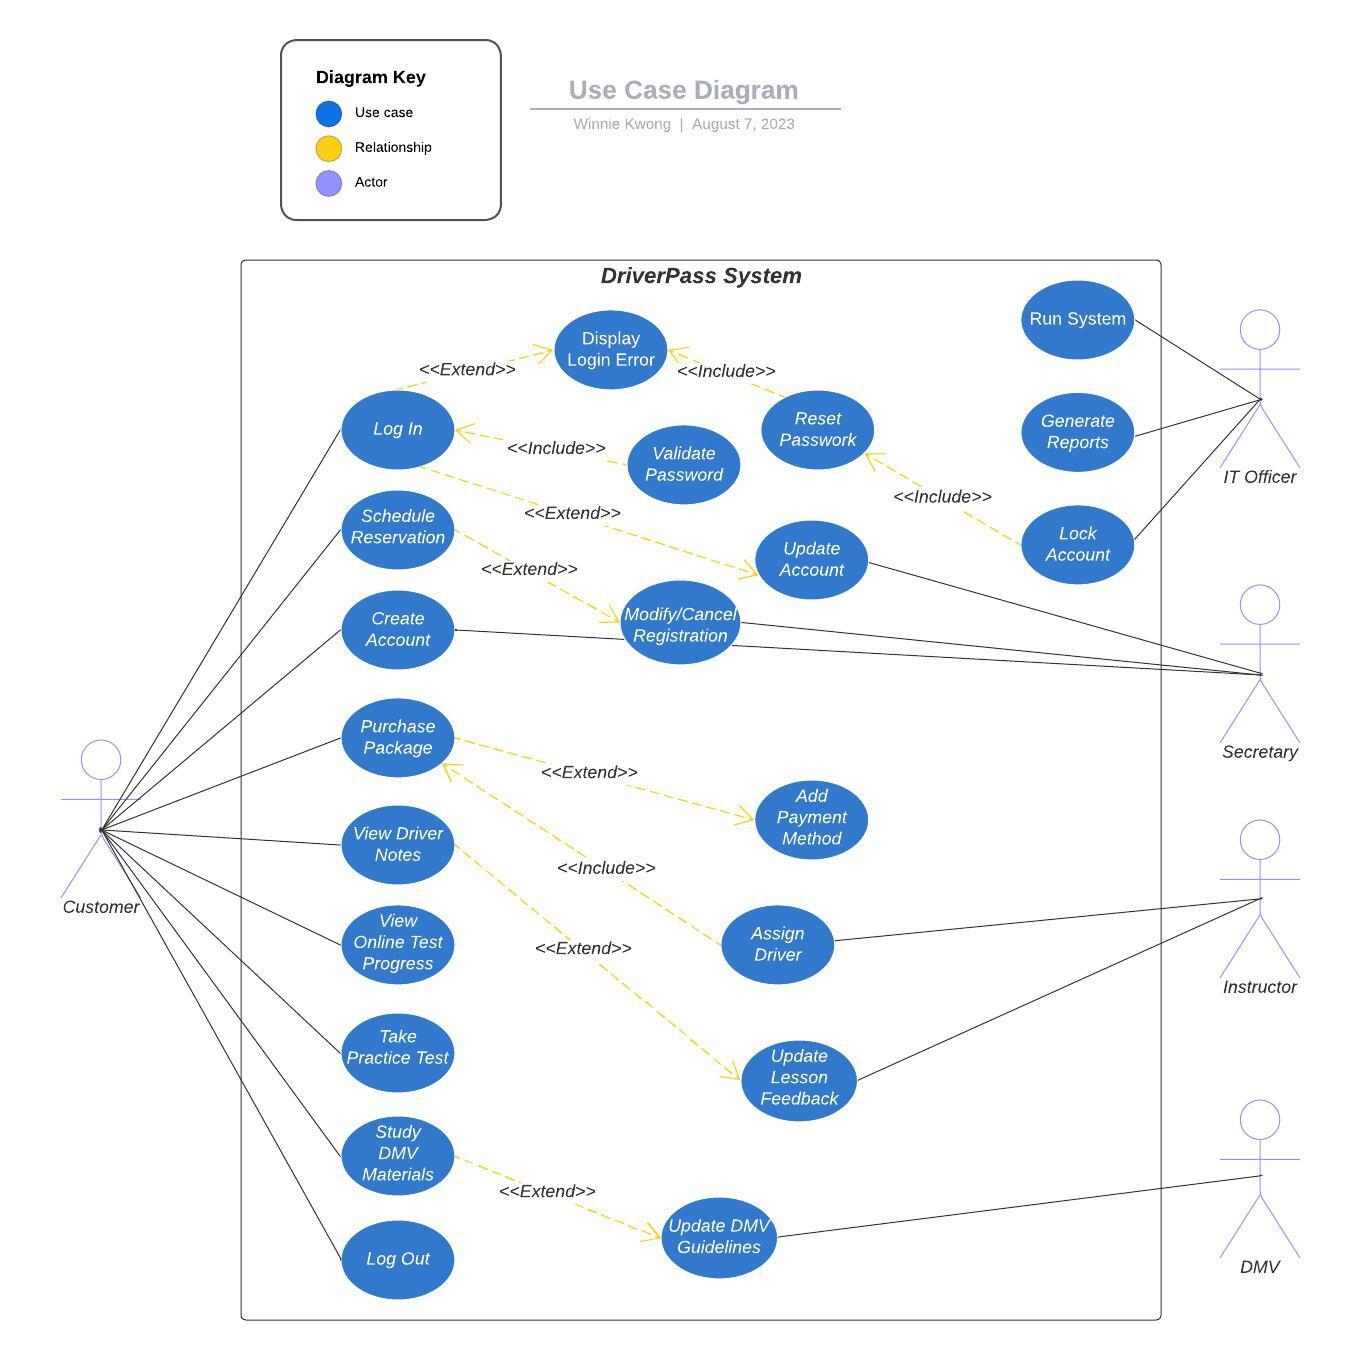 Diagram Key
Use case
Relationship
Actor
Use Case Diagram
Winnie Kwong | August 7, 2023
DriverPass System
Display
Login Error
Run System
<<Extend>>
<<Include>>
Log In
Reset
Passwork
Generate
Reports
<<Include>>
Validate
Password
IT Officer
<<Include>>
Schedule
Reservation
<<Extend>>
Lock
Account
Update
Account
<<Extend>>
Create
Account
Modify/Cancel
Registration
Purchase
Package
Secretary
<<Extend>>
Add
Payment
Method
View Driver
Notes
<<Include>>
Customer
View
Online Test
Progress
<<Extend>>
Assign
Driver
Instructor
Take
Practice Test
Update
Lesson
Feedback
Study
DMV
Materials
<<Extend>>
Update DMV
Guidelines
Log Out
DMV